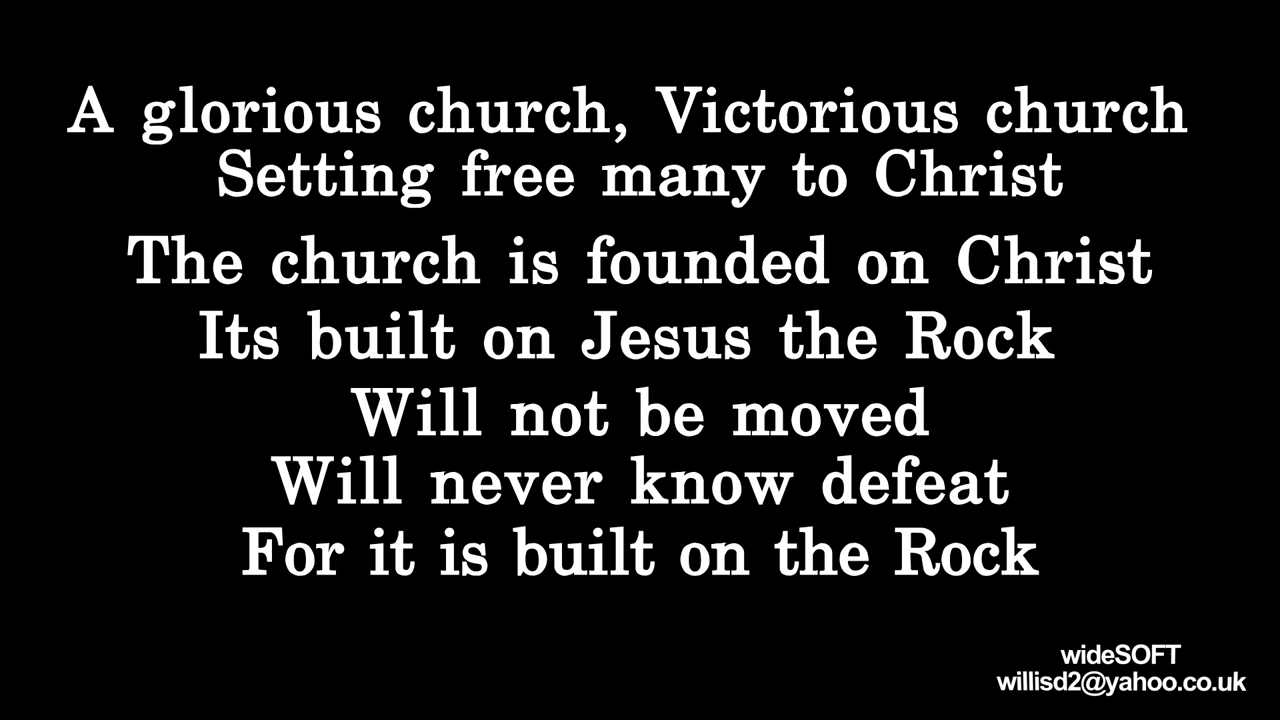 A glorious church, Victorious church
Setting free many to Christ
The church is founded on Christ
Its built on Jesus the Rock
Will not be moved
Will never know defeat
For it is built on the Rock
wideSOFT
willisd2@yahoo.co.uk